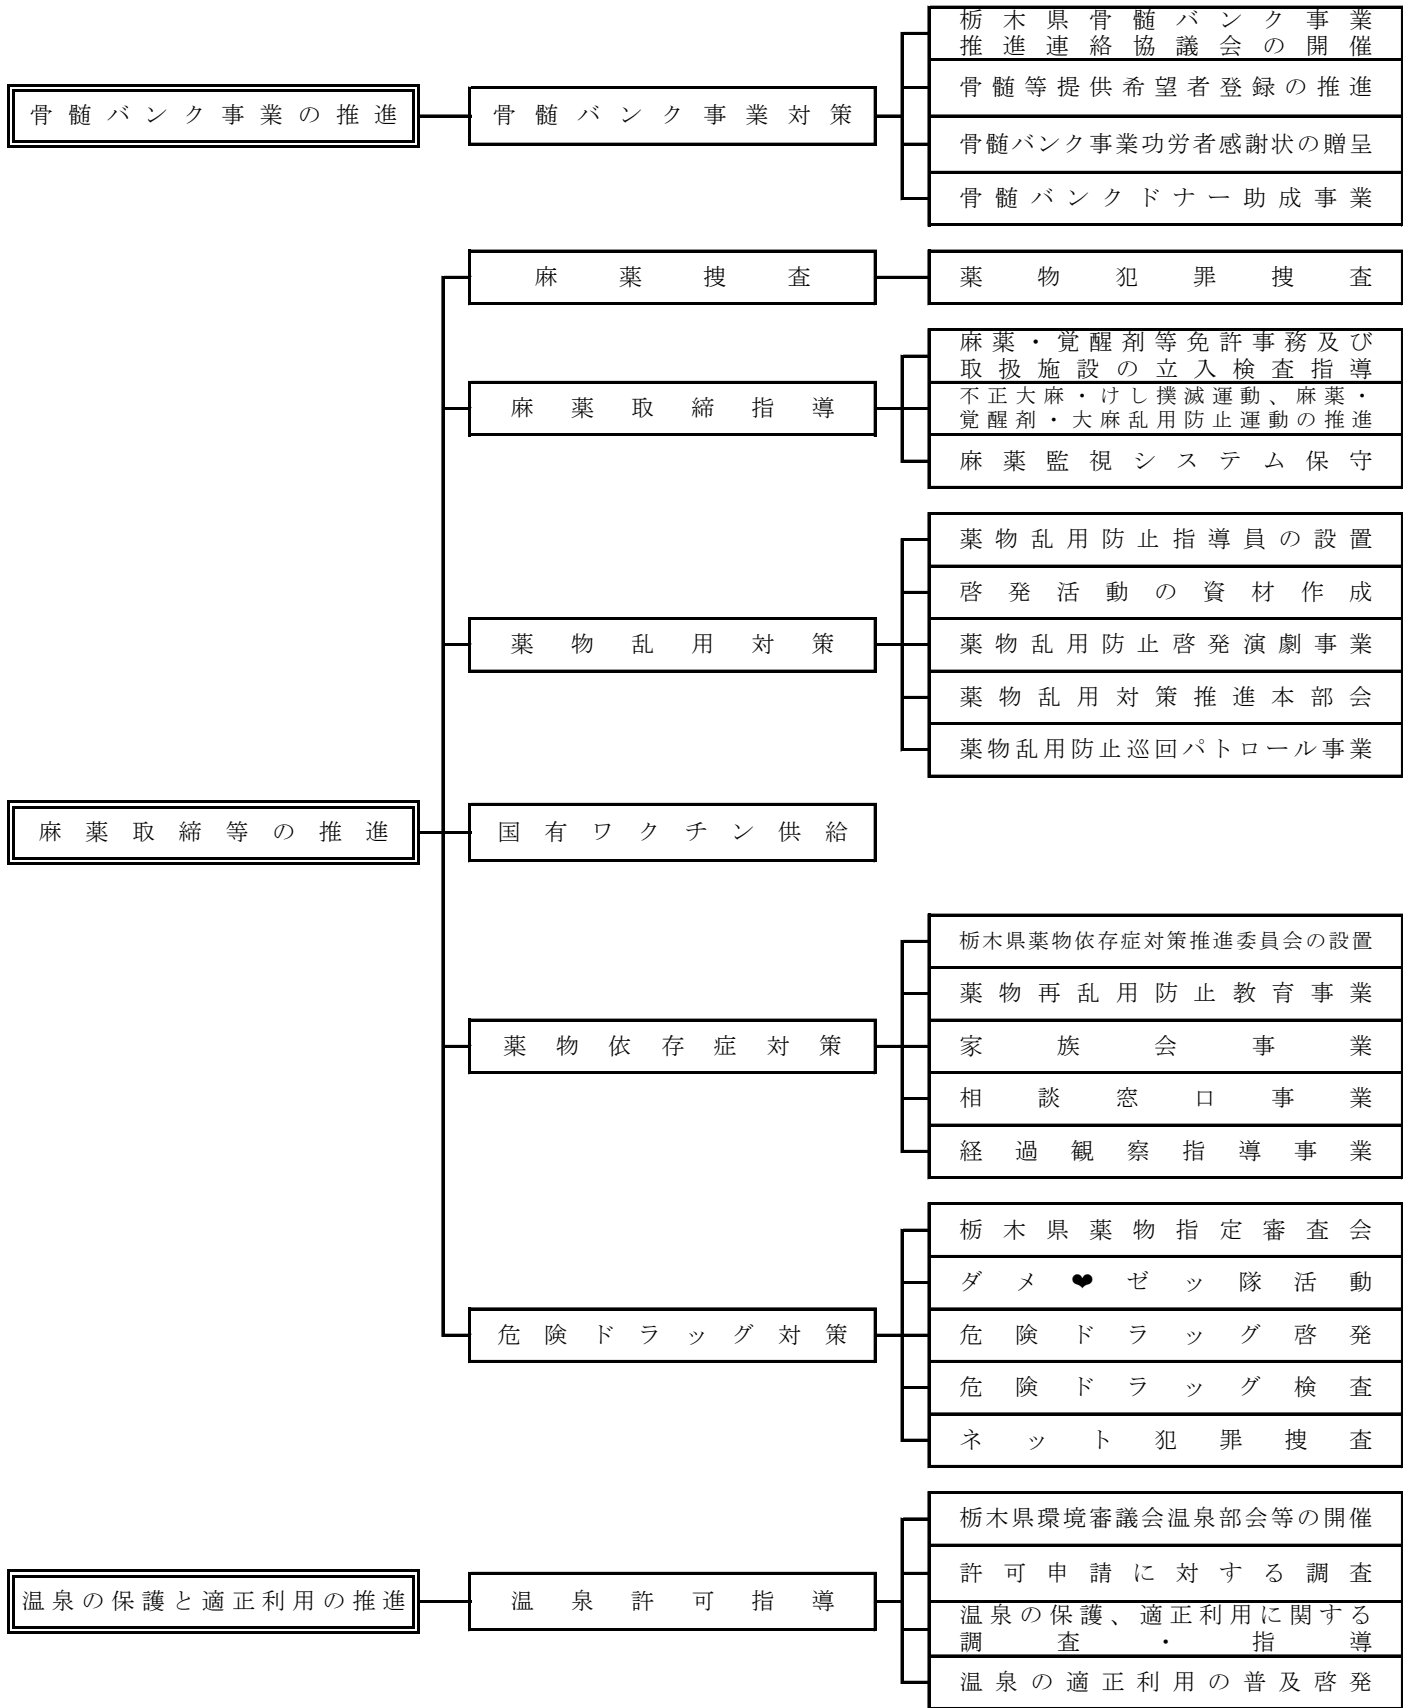 骨髄バンク事業の推進
骨髄バンク事業対策
栃木県骨髄バンク事業
推進連絡協議会の開催
骨髄等提供希望者登録の推進
骨髄バンク事業功労者感謝状の贈呈
骨髄バンクドナー助成事業
麻薬取締等の推進
麻薬捜査
薬物犯罪捜査
麻薬取締指導
麻薬・覚醒剤等免許事務及び
取扱施設の立入検査指導
不正大麻・けし撲滅運動、麻薬・
覚醒剤・大麻乱用防止運動の推進
麻薬監視システム保守
薬物乱用対策
薬物乱用防止指導員の設置
啓発活動の資材作成
薬物乱用防止啓発演劇事業
薬物乱用対策推進本部会
薬物乱用防止巡回パトロール事業
国有ワクチン供給
薬物依存症対策
栃木県薬物依存症対策推進委員会の設置
薬物再乱用防止教育事業
家族会事業
相談窓口事業
経過観察指導事業
危険ドラッグ対策
栃木県薬物指定審査会
ダメ❤ゼッ隊活動
危険ドラッグ啓発
危険ドラッグ検査
ネット犯罪捜査
温泉の保護と適正利用の推進
温泉許可指導
栃木県環境審議会温泉部会等の開催
許可申請に対する調査
温泉の保護、適正利用に関する
調査・指導
温泉の適正利用の普及啓発